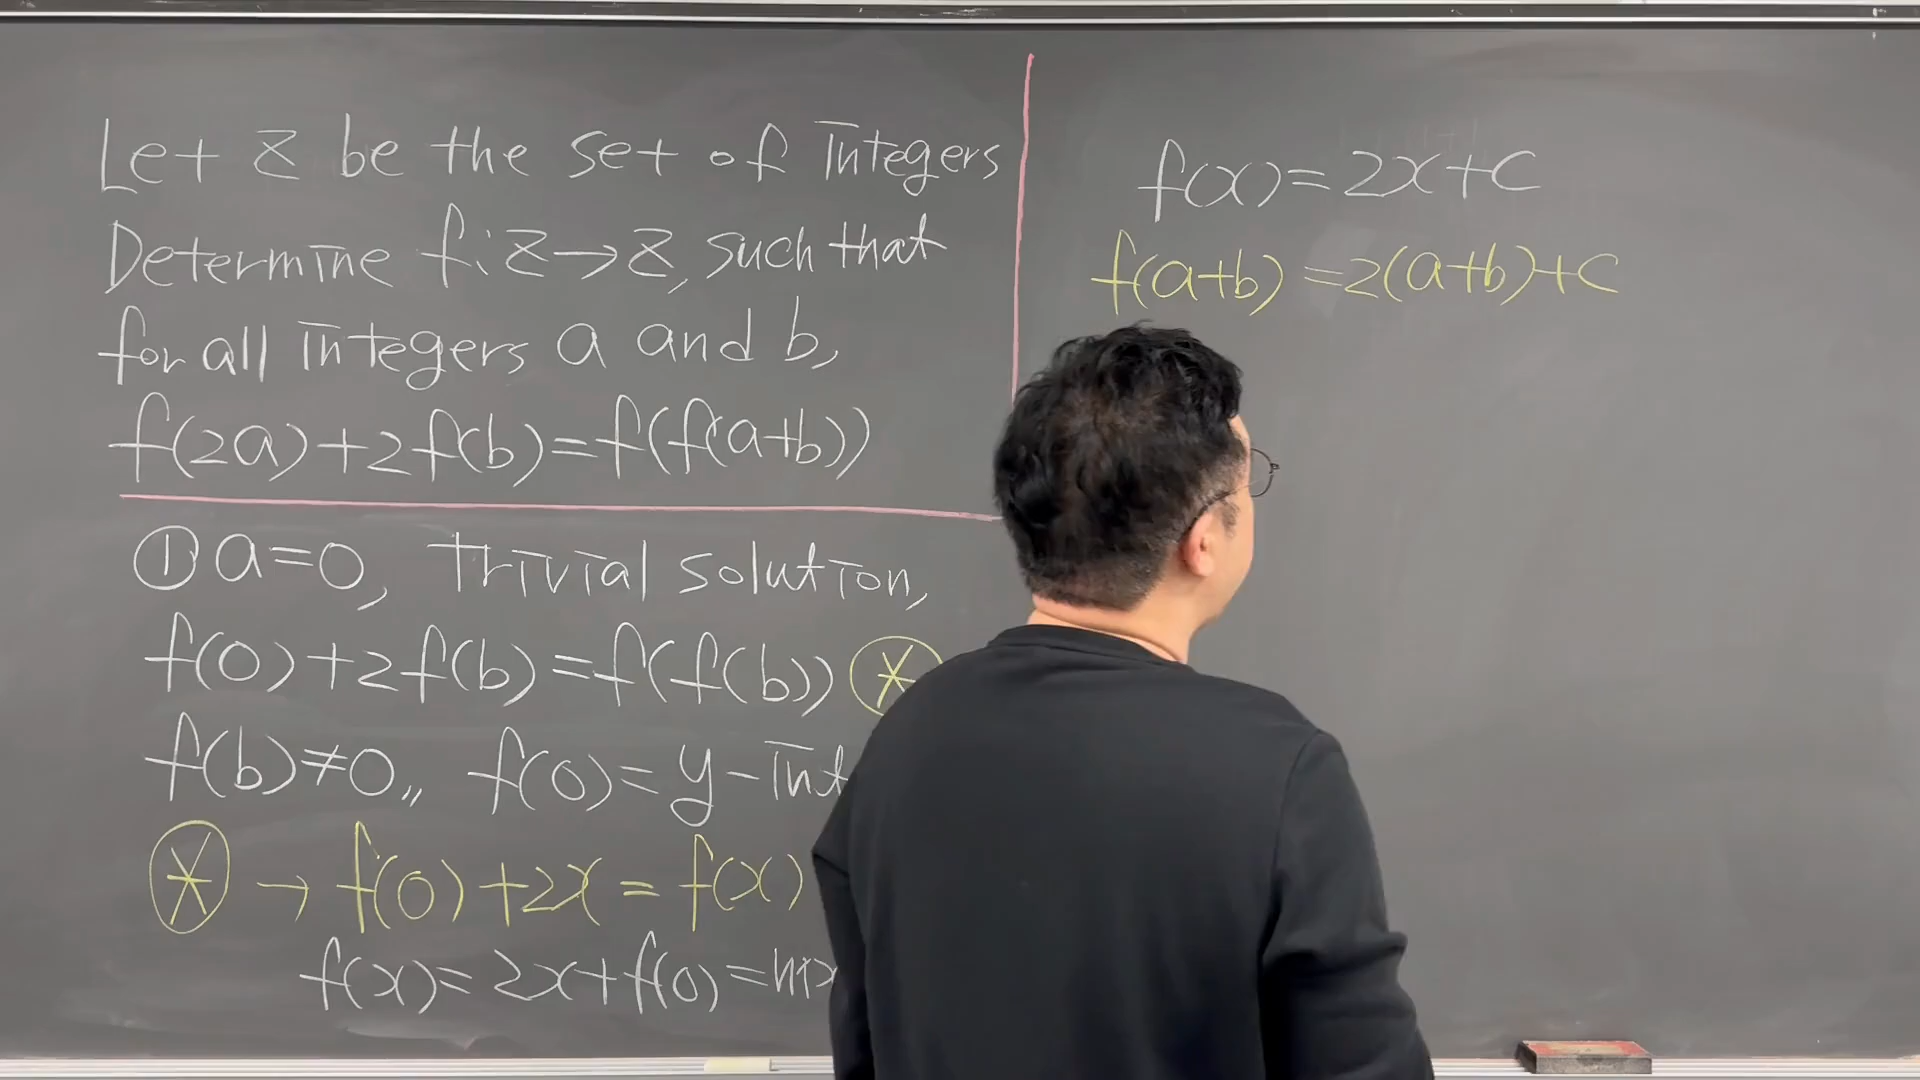 Let Z be the set of Integers
Determine f:Z→Z, such that
for all Integers a and b,
f(2a)+2f(b)=f(f(a+b))
① a=0, Trivial solution,
f(0)+2f(b)=f(f(b)) *
f(b)≠0,, f(0)=y-Int
* → f(0)+2x=f(x)
f(x)=2x+f(0)=
f(x)=2x+C
f(a+b)=2(a+b)+C